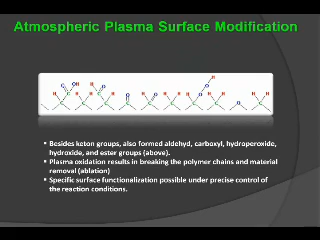 Atmospheric Plasma Surface Modification
▪ Besides keton groups, also formed aldehyd, carboxyl, hydroperoxide,
hydroxide, and ester groups (above).
▪ Plasma oxidation results in breaking the polymer chains and material
removal (ablation)
▪ Specific surface functionalization possible under precise control of
the reaction conditions.